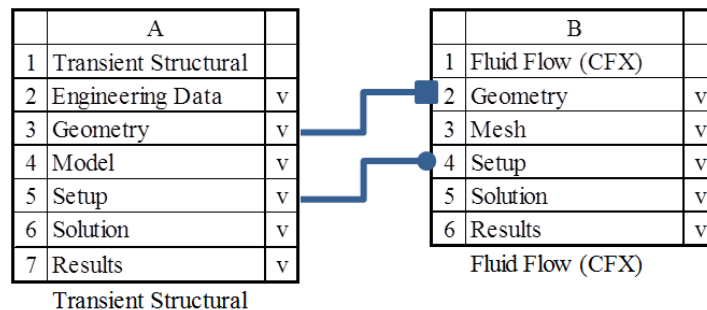 A
1 Transient Structural
2 Engineering Data v
3 Geometry v
4 Model v
5 Setup v
6 Solution v
7 Results v
Transient Structural
B
1 Fluid Flow (CFX)
2 Geometry v
3 Mesh v
4 Setup v
5 Solution v
6 Results v
Fluid Flow (CFX)